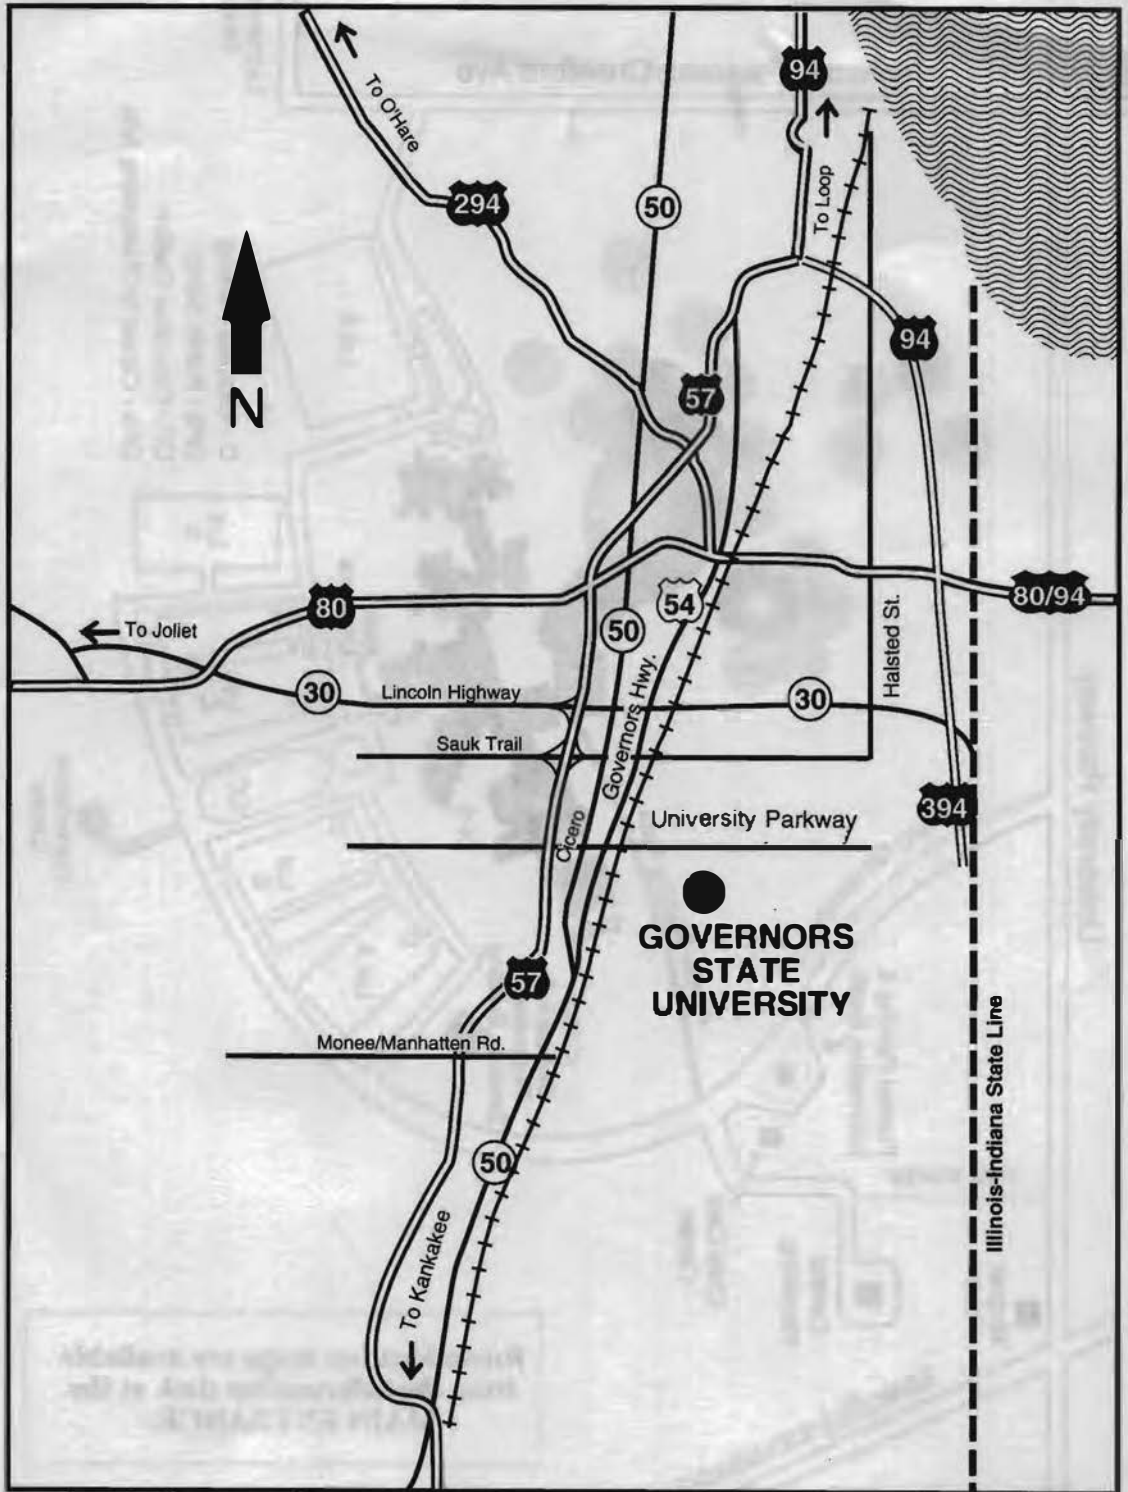 94
To O'Hare
To Loop
294
50
N
94
57
80
54
80/94
To Joliet
50
Halsted St.
30
Lincoln Highway
30
Governors Hwy.
Sauk Trail
394
University Parkway
Cicero
GOVERNORS
STATE
UNIVERSITY
57
Monee/Manhatten Rd.
Illinois-Indiana State Line
50
To Kankakee